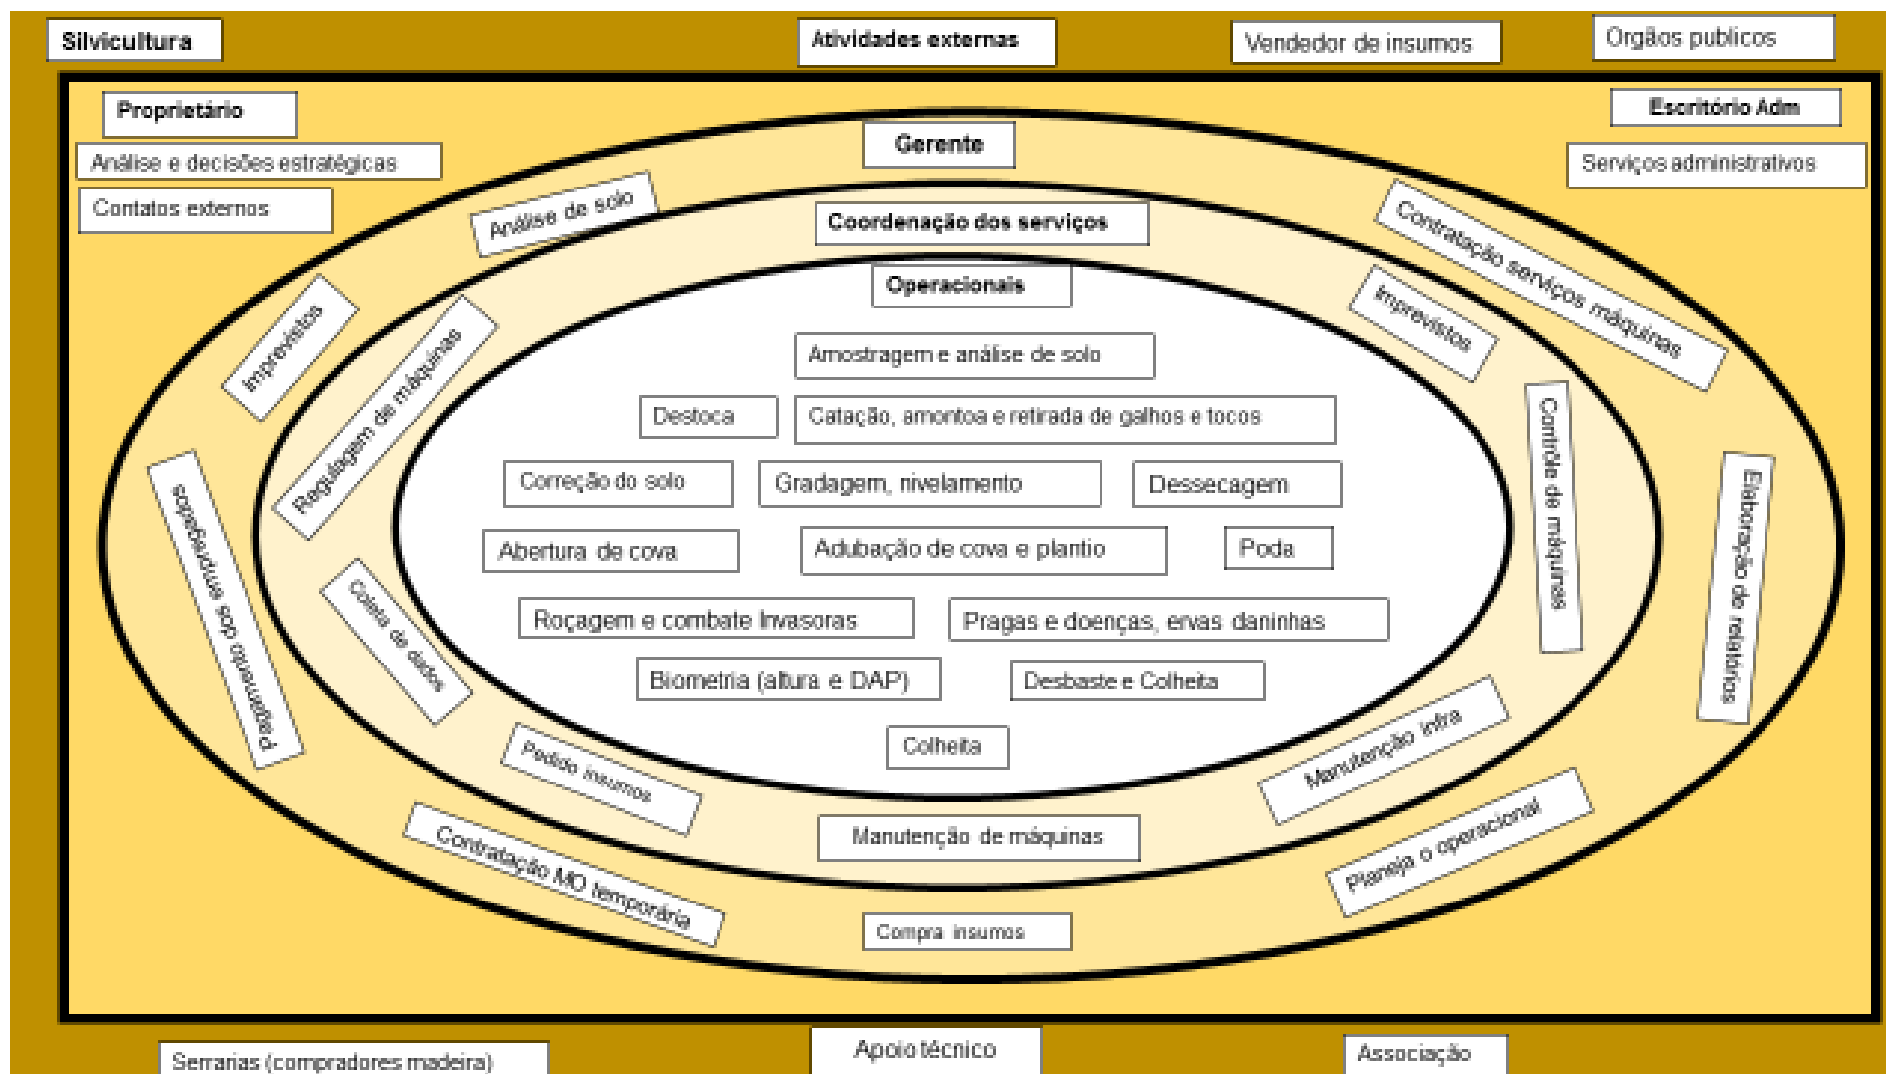 Silvicultura
Atividades externas
Vendedor de insumos
Orgãos publicos
Proprietário
Análise e decisões estratégicas
Contatos externos
Escritório Adm
Serviços administrativos
Gerente
Análise de solo
Contratação serviços máquinas
Imprevistos
Pagamento dos empregados
Elaboração de relatórios
Contratação MO temporária
Compra insumos
Planeja o operacional
Coordenação dos serviços
Regulagem de máquinas
Imprevistos
Contrôle de máquinas
Coleta de dados
Pedido insumos
Manutenção de máquinas
Manutenção infra
Operacionais
Amostragem e análise de solo
Destoca
Catação, amontoa e retirada de galhos e tocos
Correção do solo
Gradagem, nivelamento
Dessecagem
Abertura de cova
Adubação de cova e plantio
Poda
Roçagem e combate Invasoras
Pragas e doenças, ervas daninhas
Biometria (altura e DAP)
Desbaste e Colheita
Colheita
Serrarias (compradores madeira)
Apoio técnico
Associação